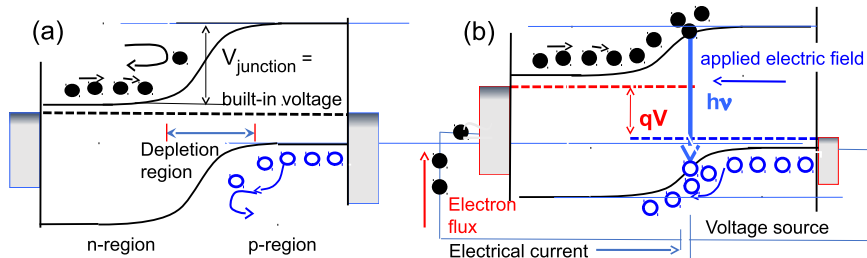 (a)
V junction =
built-in voltage
Depletion
region
n-region
p-region
(b)
applied electric field
qV
hν
Electron
flux
Voltage source
Electrical current